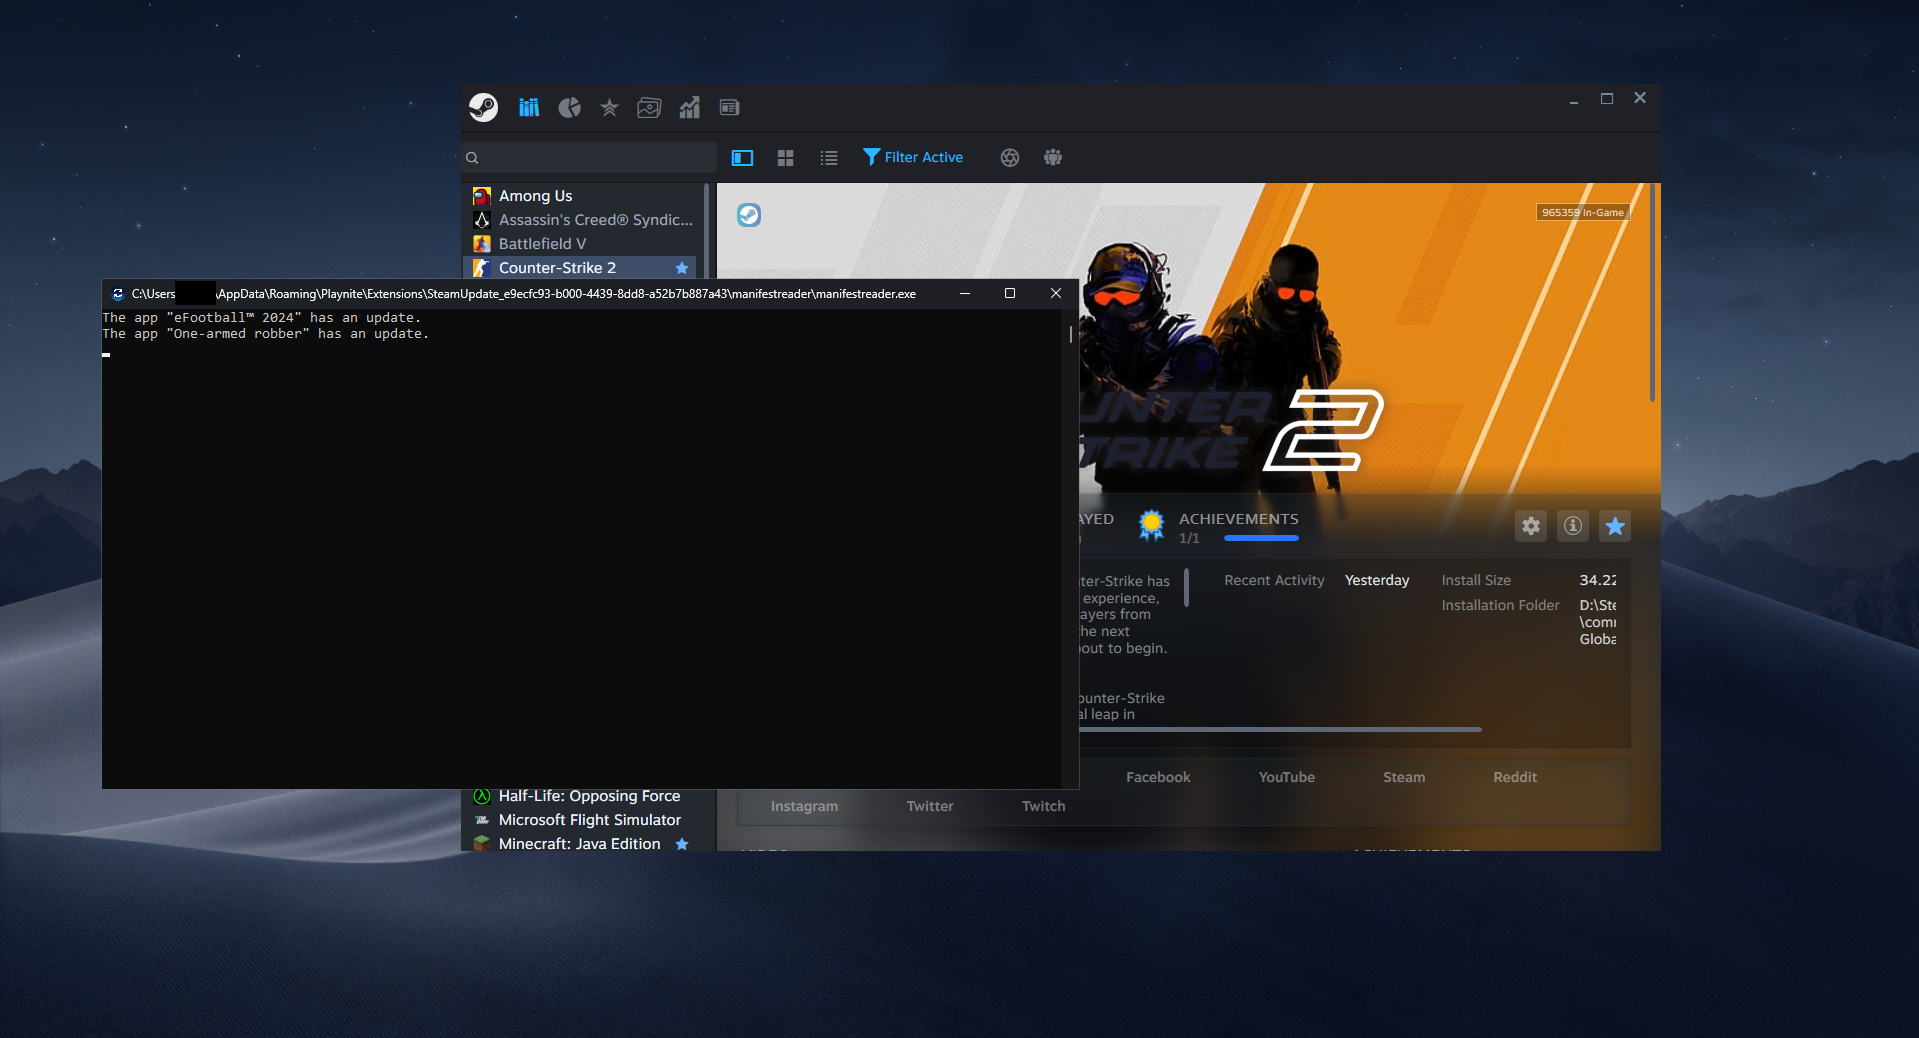 Filter Active
Among Us
Assassin's Creed® Syndic...
Battlefield V
Counter-Strike 2
965359 In-Game
C:\Users \AppData\Roaming\Playnite\Extensions\SteamUpdate_e9ecfc93-b000-4439-8dd8-a52b7b887a43\manifestreader\manifestreader.exe
The app "eFootball™ 2024" has an update.
The app "One-armed robber" has an update.
UNTER
TRIKE 2
AYED
ACHIEVEMENTS
1/1
ter-Strike has
experience,
ayers from
he next
out to begin.
ounter-Strike
al leap in
Recent Activity Yesterday
Install Size 34.22
Installation Folder D:\Ste
\comm
Globa
Facebook YouTube Steam Reddit
Instagram Twitter Twitch
Half-Life: Opposing Force
Microsoft Flight Simulator
Minecraft: Java Edition